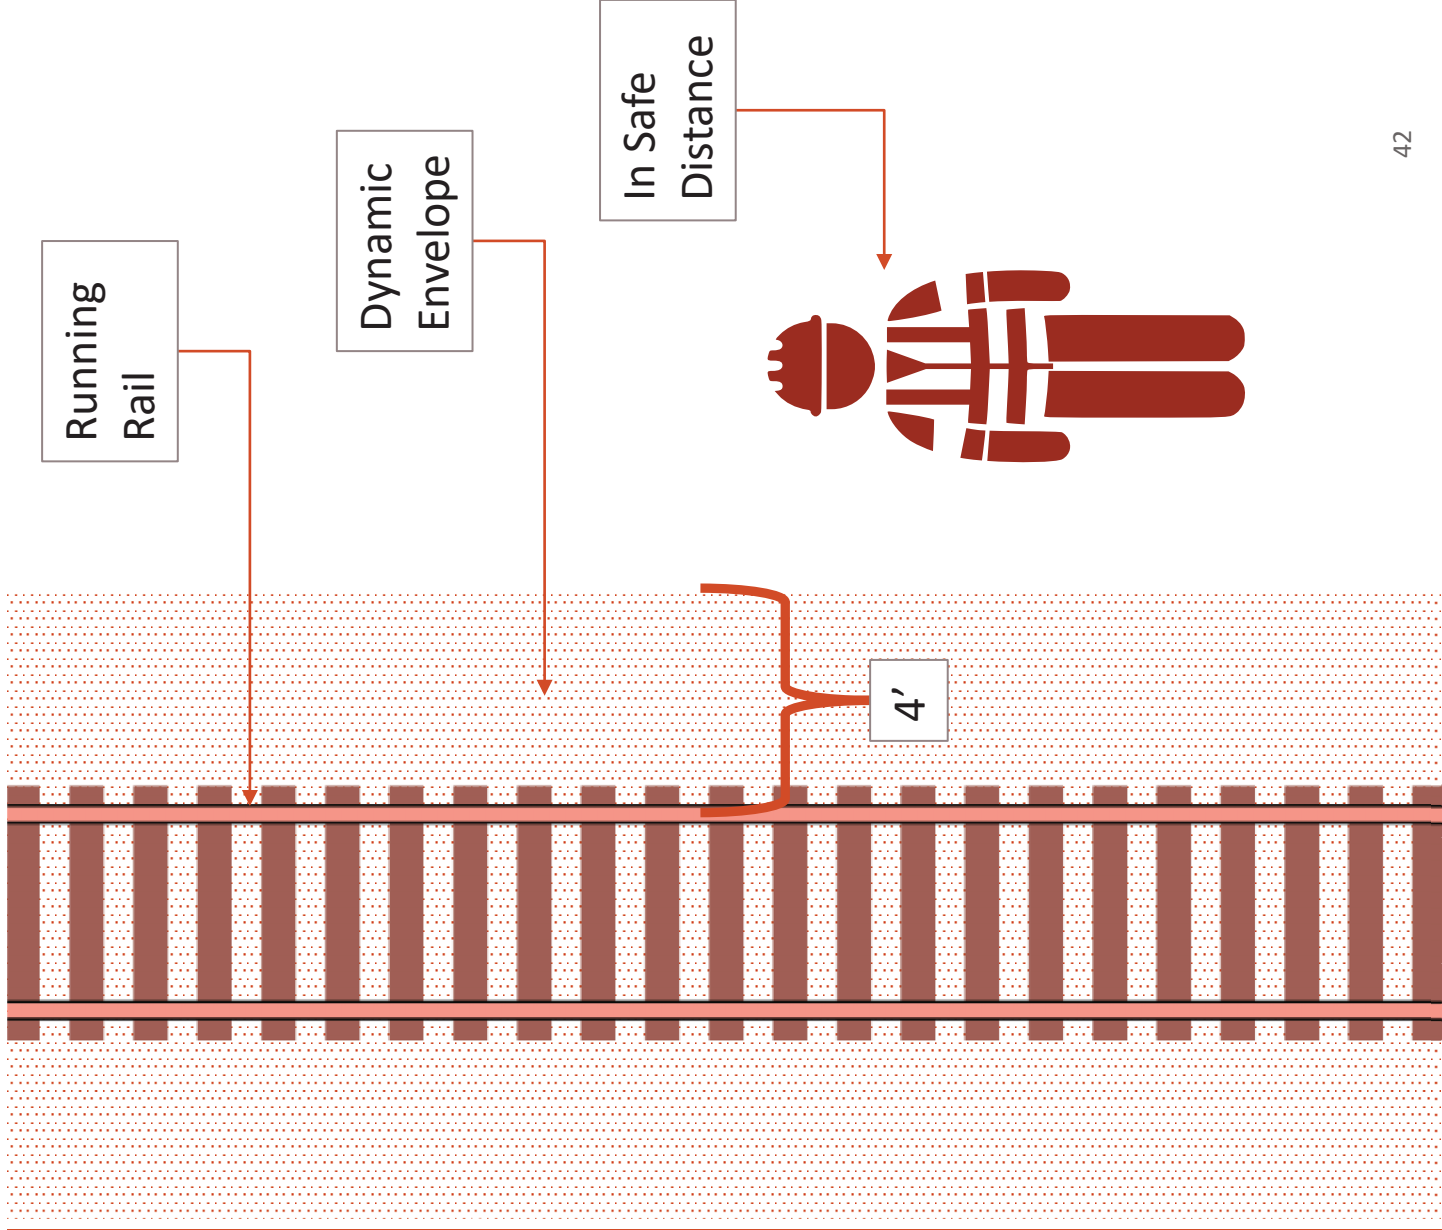 Running
Rail
Dynamic
Envelope
In Safe
Distance
4’
42